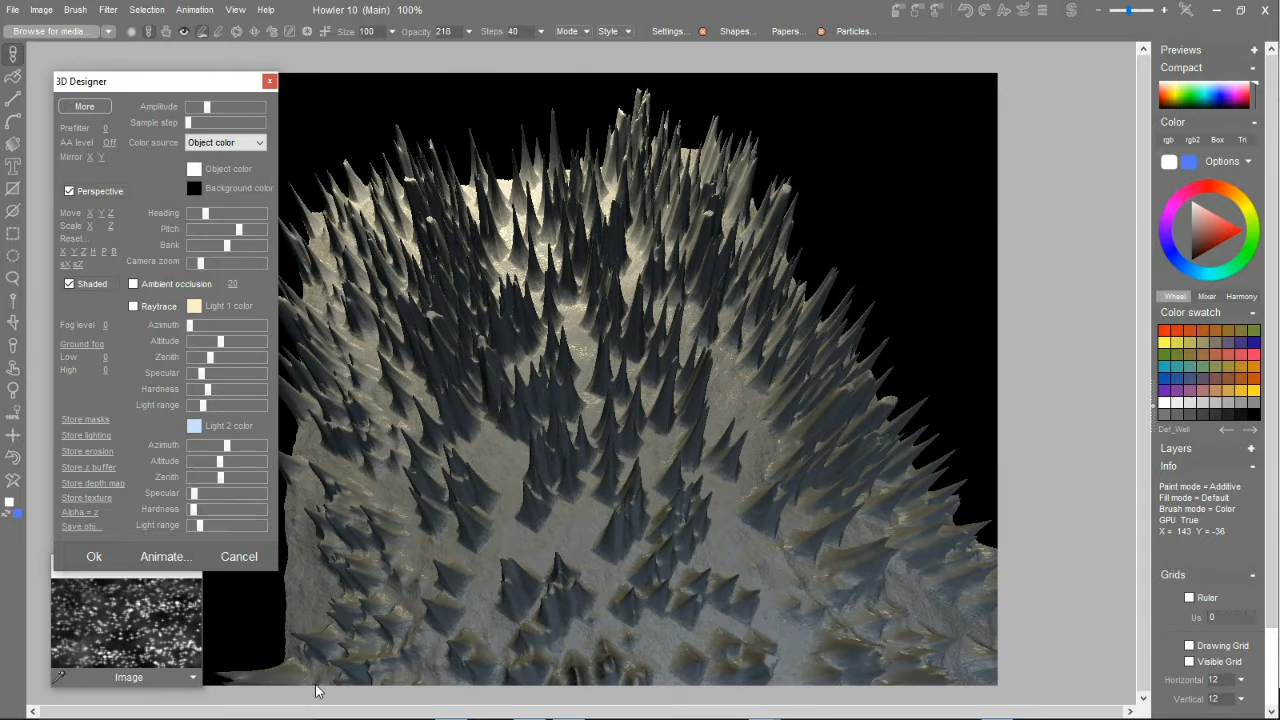 File Image Brush Filter Selection Animation View Help Howler 10 (Main) 100%
Browse for media... Size 100 Opacity 218 Steps 40 Mode Style Settings... Shapes... Papers... Particles...
3D Designer x
More Amplitude
Sample step
Prefilter 0
AA level Off Color source Object color
Mirror X Y
Object color
Perspective Background color
Move X Y Z Heading
Scale X Z Pitch
Reset... Bank
X Y Z H P B
sX sZ Camera zoom
Shaded Ambient occlusion 20
Raytrace Light 1 color
Fog level 0 Azimuth
Ground fog Altitude
Low 0 Zenith
High 0 Specular
Hardness
Light range
Store masks
Store lighting Light 2 color
Store erosion Azimuth
Store z buffer Altitude
Store depth map Zenith
Store texture Specular
Alpha = z Hardness
Save obj... Light range
Ok Animate... Cancel
Image
Previews +
Compact -
Color -
rgb rgb2 Box Tri
Options
Wheel Mixer Harmony
Color swatch -
Def_Well
Layers +
Info -
Paint mode = Additive
Fill mode = Default
Brush mode = Color
GPU True
X = 143 Y = -36
Grids -
Ruler
Us 0
Drawing Grid
Visible Grid
Horizontal 12
Vertical 12